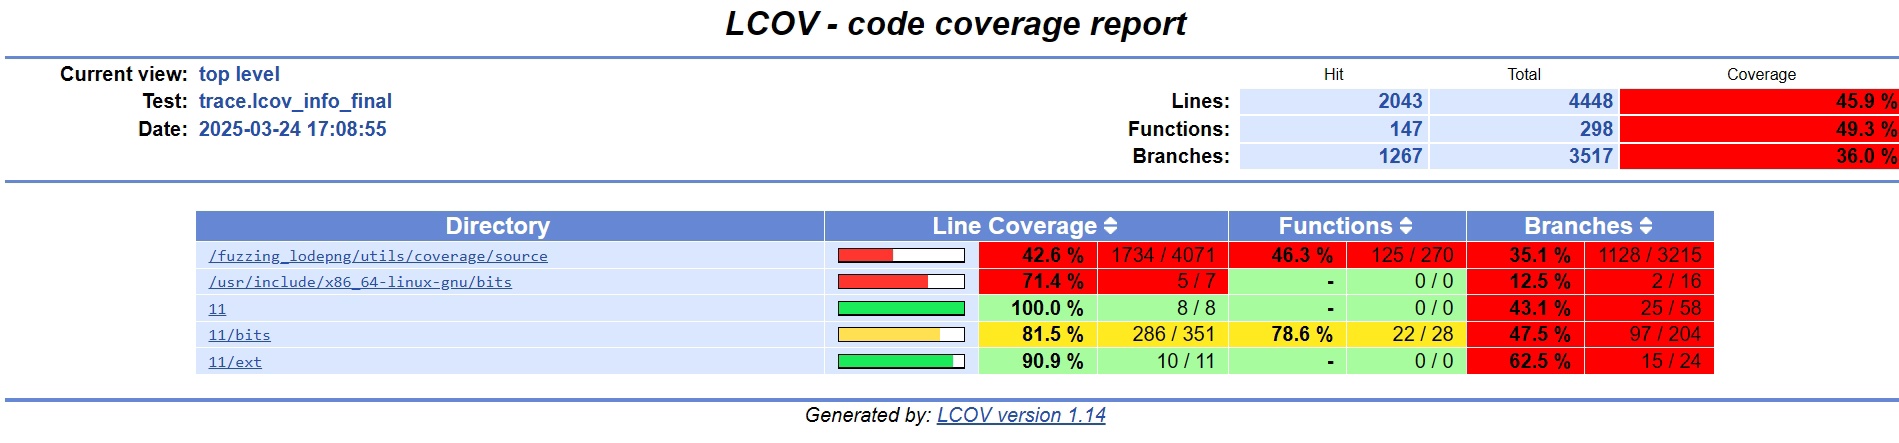 LCOV - code coverage report
Current view: top level
Hit Total Coverage
Test: trace.lcov_info_final
Lines: 2043 4448 45.9 %
Date: 2025-03-24 17:08:55
Functions: 147 298 49.3 %
Branches: 1267 3517 36.0 %
Directory Line Coverage Functions Branches
/fuzzing_lodepng/utils/coverage/source 42.6 % 1734 / 4071 46.3 % 125 / 270 35.1 % 1128 / 3215
/usr/include/x86_64-linux-gnu/bits 71.4 % 5 / 7 - 0 / 0 12.5 % 2 / 16
11 100.0 % 8 / 8 - 0 / 0 43.1 % 25 / 58
11/bits 81.5 % 286 / 351 78.6 % 22 / 28 47.5 % 97 / 204
11/ext 90.9 % 10 / 11 - 0 / 0 62.5 % 15 / 24
Generated by: LCOV version 1.14